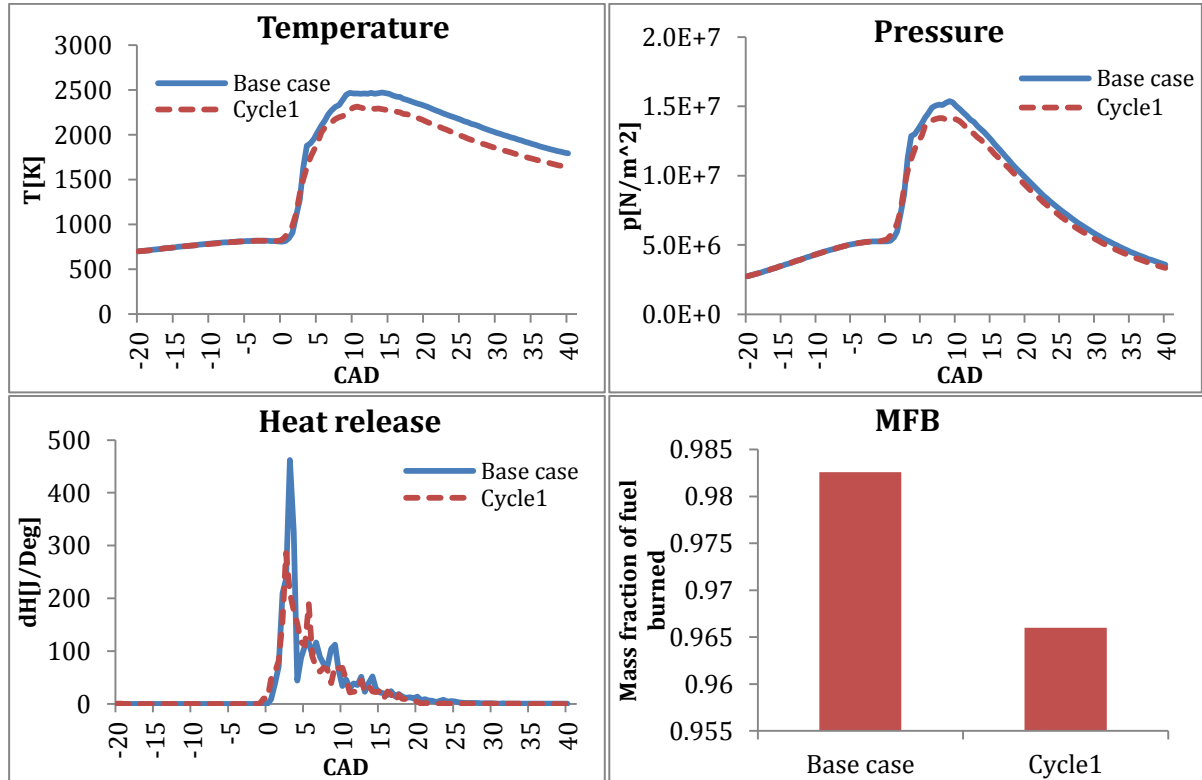 Temperature
3000
2500
2000
1500
1000
500
0
T[K]
Base case
Cycle1
-20 -15 -10 -5 0 5 10 15 20 25 30 35 40
CAD
Pressure
2.0E+7
1.5E+7
1.0E+7
5.0E+6
0.0E+0
p[N/m^2]
Base case
Cycle1
-20 -15 -10 -5 0 5 10 15 20 25 30 35 40
CAD
Heat release
500
400
300
200
100
0
dH[J/Deg]
Base case
Cycle1
-20 -15 -10 -5 0 5 10 15 20 25 30 35 40
CAD
MFB
0.985
0.98
0.975
0.97
0.965
0.96
0.955
Mass fraction of fuel
burned
Base case Cycle1